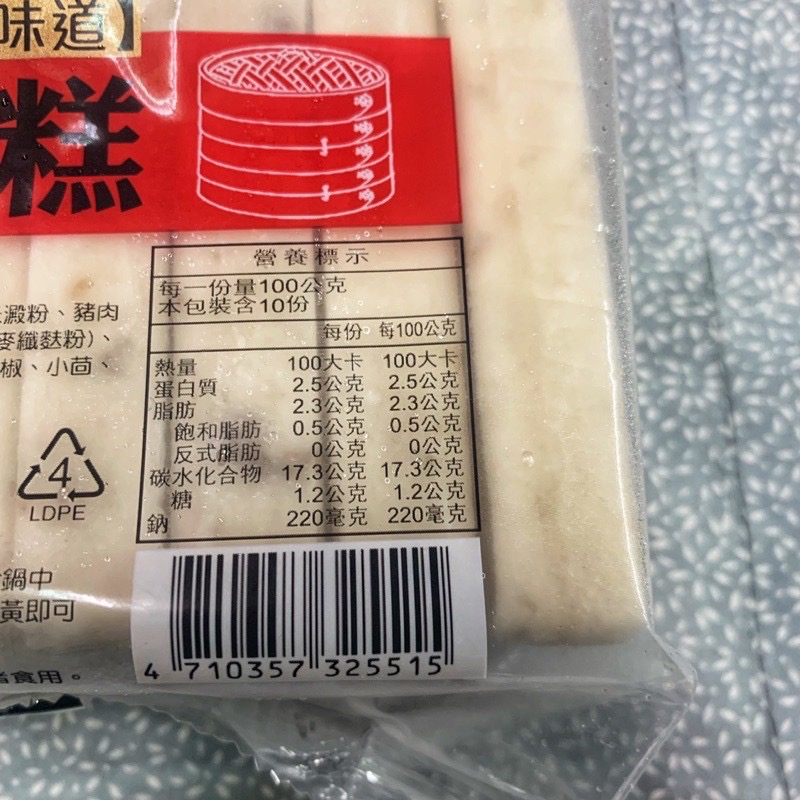 味道】
糕
營養標示
每一份量100公克
本包裝含10份
每份 每100公克
熱量 100大卡 100大卡
蛋白質 2.5公克 2.5公克
脂肪 2.3公克 2.3公克
飽和脂肪 0.5公克 0.5公克
反式脂肪 0公克 0公克
碳水化合物 17.3公克 17.3公克
糖 1.2公克 1.2公克
鈉 220毫克 220毫克
澱粉、豬肉
麥纖麩粉)、
椒、小茴、
4
LDPE
鍋中
黃即可
食用。
4 710357 325515